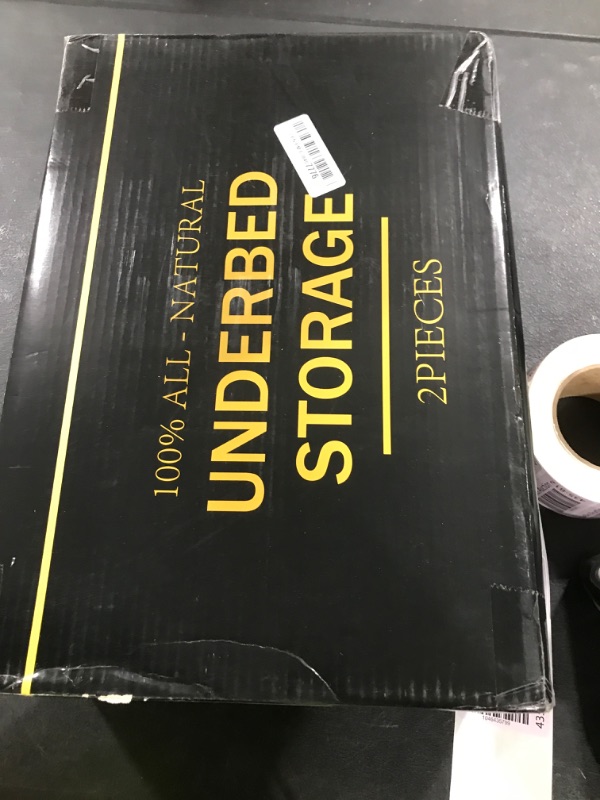 100% ALL - NATURAL
UNDERBED
STORAGE
2PIECES